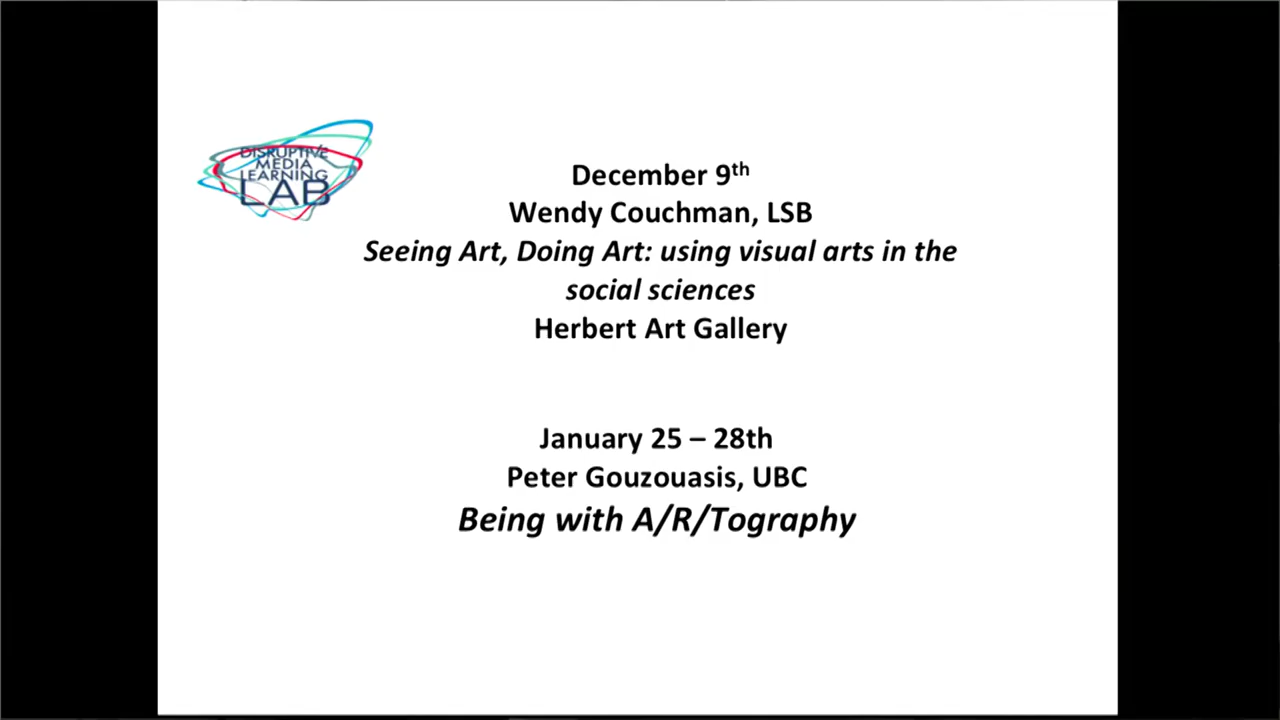 DISRUPTIVE
MEDIA
LEARNING
LAB
December 9th
Wendy Couchman, LSB
Seeing Art, Doing Art: using visual arts in the
social sciences
Herbert Art Gallery
January 25 – 28th
Peter Gouzouasis, UBC
Being with A/R/Tography